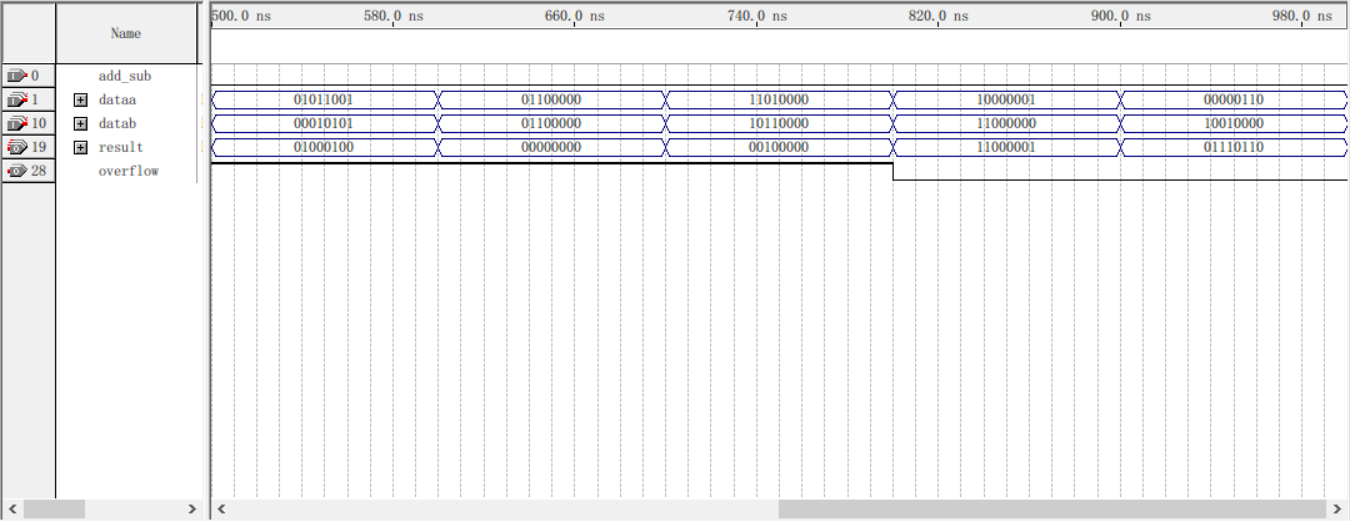 Name
500.0 ns 580.0 ns 660.0 ns 740.0 ns 820.0 ns 900.0 ns 980.0 ns
0 add_sub
1 dataa 01011001 01100000 11010000 10000001 00000110
10 datab 00010101 01100000 10110000 11000000 10010000
19 result 01000100 00000000 00100000 11000001 01110110
28 overflow